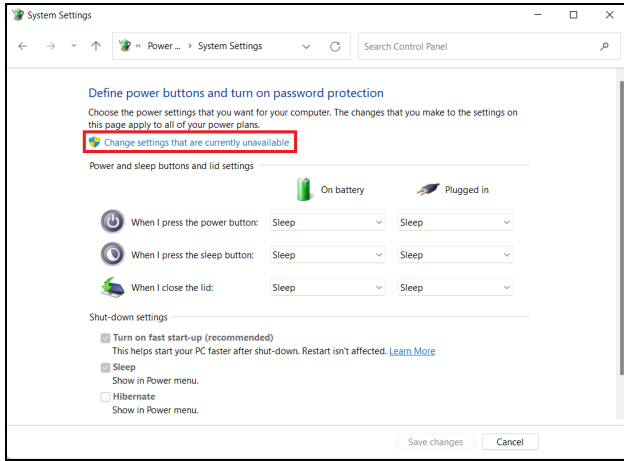 System Settings
« Power ... › System Settings
Search Control Panel
Define power buttons and turn on password protection
Choose the power settings that you want for your computer. The changes that you make to the settings on
this page apply to all of your power plans.
Change settings that are currently unavailable
Power and sleep buttons and lid settings
On battery Plugged in
When I press the power button: Sleep Sleep
When I press the sleep button: Sleep Sleep
When I close the lid: Sleep Sleep
Shut-down settings
Turn on fast start-up (recommended)
This helps start your PC faster after shut-down. Restart isn't affected. Learn More
Sleep
Show in Power menu.
Hibernate
Show in Power menu.
Save changes Cancel